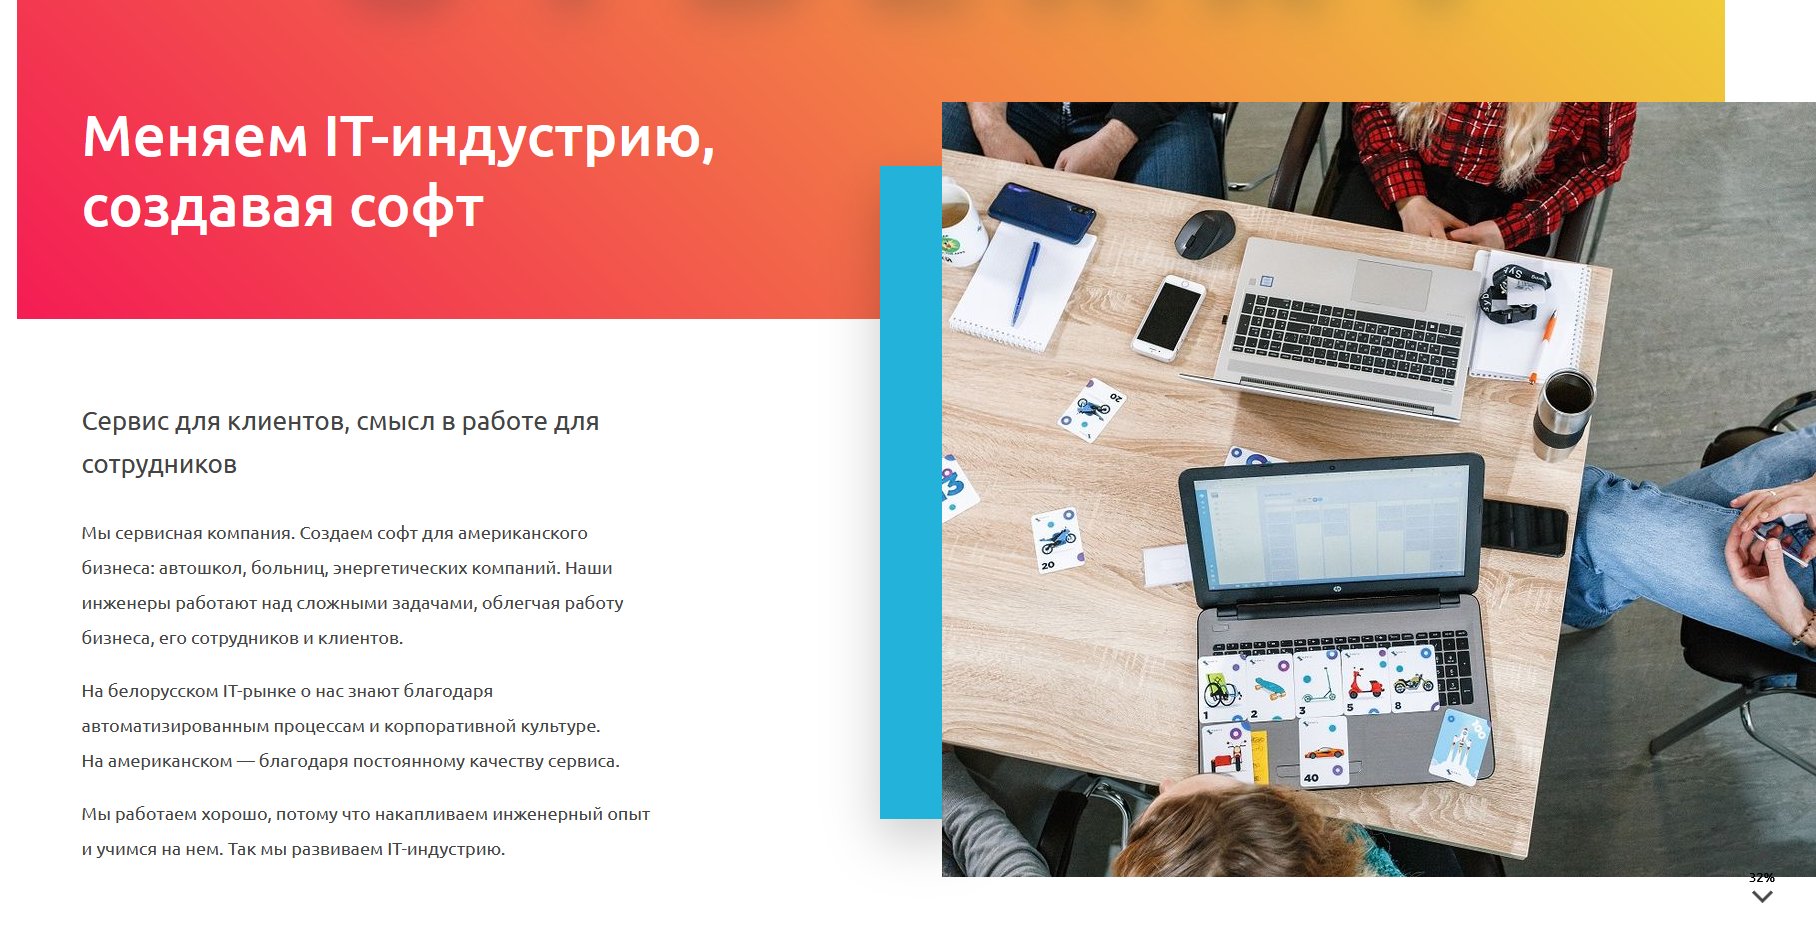 Меняем IT-индустрию,
создавая софт
Сервис для клиентов, смысл в работе для
сотрудников
Мы сервисная компания. Создаем софт для американского
бизнеса: автошкол, больниц, энергетических компаний. Наши
инженеры работают над сложными задачами, облегчая работу
бизнеса, его сотрудников и клиентов.
На белорусском IT-рынке о нас знают благодаря
автоматизированным процессам и корпоративной культуре.
На американском — благодаря постоянному качеству сервиса.
Мы работаем хорошо, потому что накапливаем инженерный опыт
и учимся на нем. Так мы развиваем IT-индустрию.
20
1
13
20
hp
1
2
3
5
8
40
100
32%